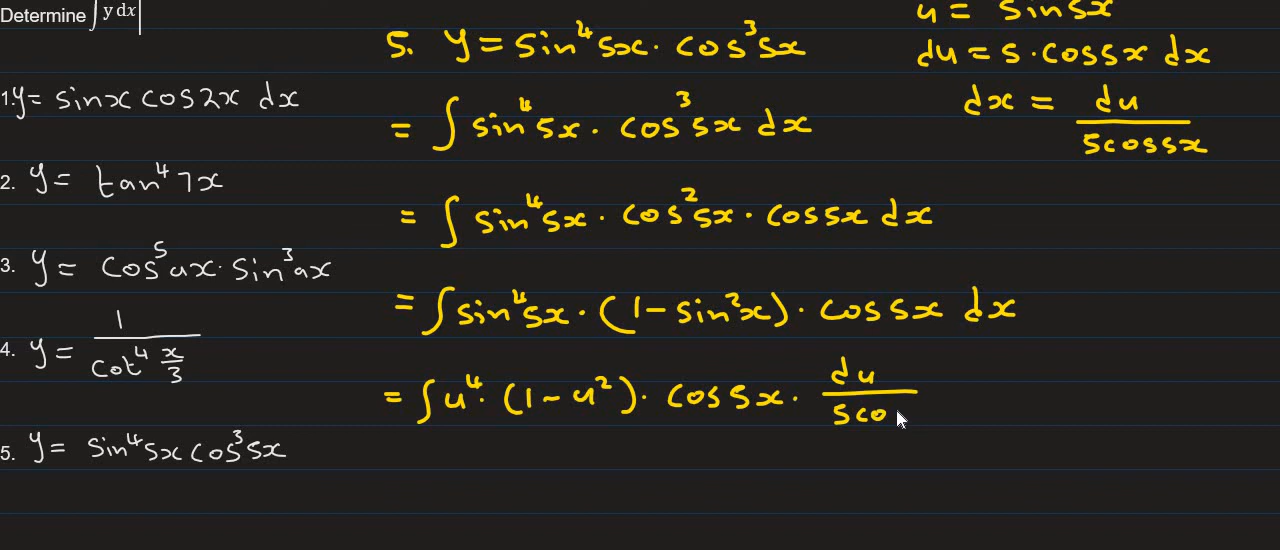 Determine ∫ y dx
1. y = sinx cos2x dx
2. y = tan⁴ 7x
3. y = cos⁵ax · sin³ax
4. y = 1 / cot⁴ x/3
5. y = sin⁴5x cos³5x
5. y = sin⁴5x · cos³5x
= ∫ sin⁴5x · cos³5x dx
= ∫ sin⁴5x · cos²5x · cos5x dx
= ∫ sin⁴5x · (1 - sin²x) · cos5x dx
= ∫ u⁴ · (1 - u²) · cos5x · du / 5co
u = sin5x
du = 5 · cos5x dx
dx = du / 5cos5x